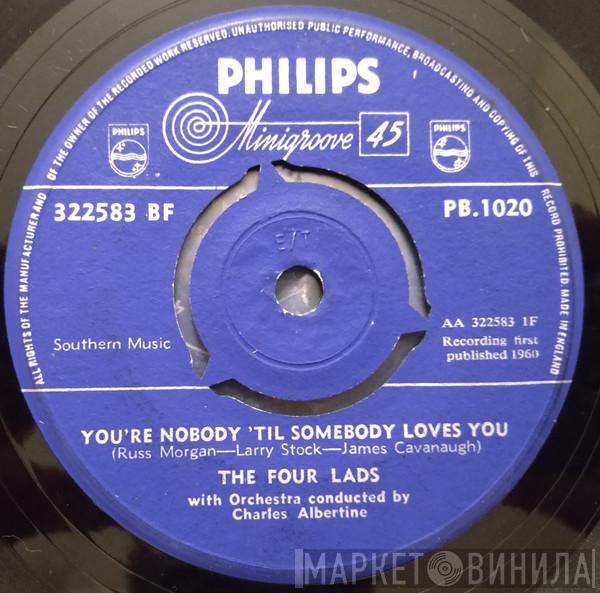 ALL RIGHTS OF THE MANUFACTURER AND OF THE OWNER OF THE RECORDED WORK RESERVED. UNAUTHORISED PUBLIC PERFORMANCE, BROADCASTING AND COPYING OF THIS RECORD PROHIBITED. MADE IN ENGLAND
PHILIPS
Minigroove 45
PHILIPS
PHILIPS
322583 BF
PB.1020
E/T
AA 322583 1F
Southern Music
Recording first
published 1960
YOU'RE NOBODY 'TIL SOMEBODY LOVES YOU
(Russ Morgan—Larry Stock—James Cavanaugh)
THE FOUR LADS
with Orchestra conducted by
Charles Albertine
МАРКЕТ ВИНИЛА